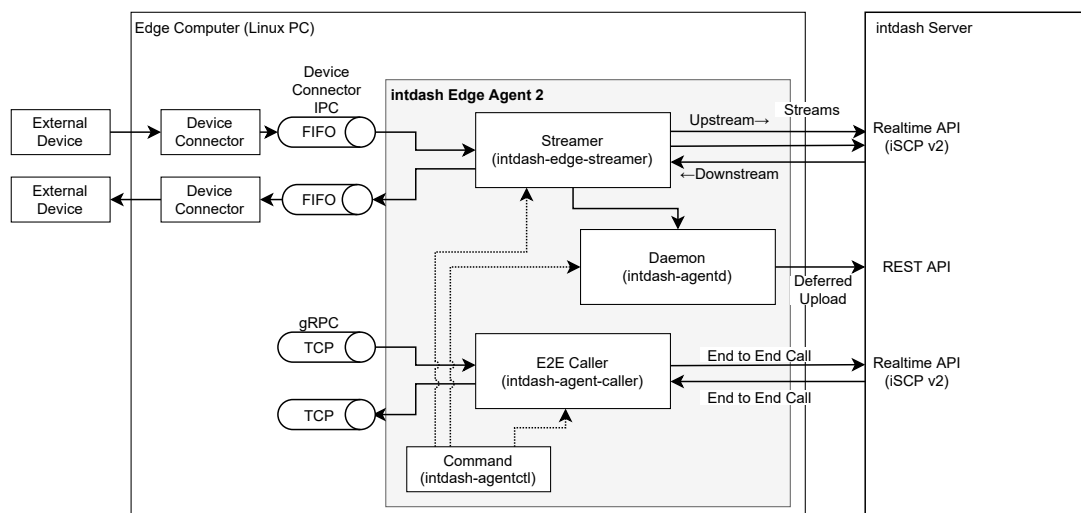 Edge Computer (Linux PC)
intdash Server
Device
Connector
IPC
intdash Edge Agent 2
External
Device
Device
Connector
FIFO
Streamer
(intdash-edge-streamer)
Upstream→
Streams
←Downstream
Realtime API
(iSCP v2)
External
Device
Device
Connector
FIFO
Daemon
(intdash-agentd)
Deferred
Upload
REST API
gRPC
TCP
TCP
E2E Caller
(intdash-agent-caller)
End to End Call
End to End Call
Realtime API
(iSCP v2)
Command
(intdash-agentctl)